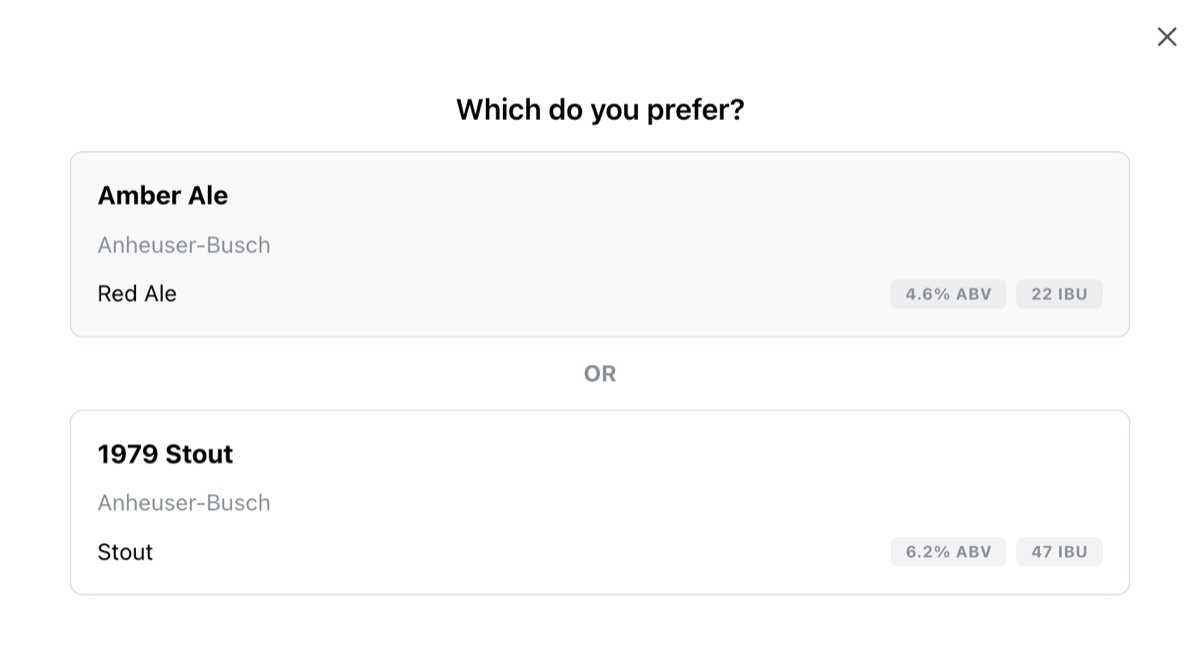 Which do you prefer?
Amber Ale
Anheuser-Busch
Red Ale
4.6% ABV
22 IBU
OR
1979 Stout
Anheuser-Busch
Stout
6.2% ABV
47 IBU